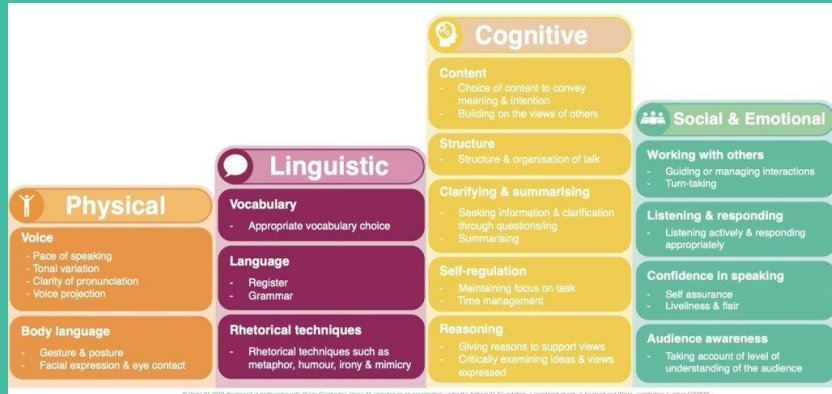 Physical
Voice
- Pace of speaking
- Tonal variation
- Clarity of pronunciation
- Voice projection
Body language
- Gesture & posture
- Facial expression & eye contact
Linguistic
Vocabulary
- Appropriate vocabulary choice
Language
- Register
- Grammar
Rhetorical techniques
- Rhetorical techniques such as
metaphor, humour, irony & mimicry
Cognitive
Content
- Choice of content to convey
meaning & intention
- Building on the views of others
Structure
- Structure & organisation of talk
Clarifying & summarising
- Seeking information & clarification
through questions/ing
- Summarising
Self-regulation
- Maintaining focus on task
- Time management
Reasoning
- Giving reasons to support views
- Critically examining ideas & views
expressed
Social & Emotional
Working with others
- Guiding or managing interactions
- Turn-taking
Listening & responding
- Listening actively & responding
appropriately
Confidence in speaking
- Self assurance
- Liveliness & flair
Audience awareness
- Taking account of level of
understanding of the audience